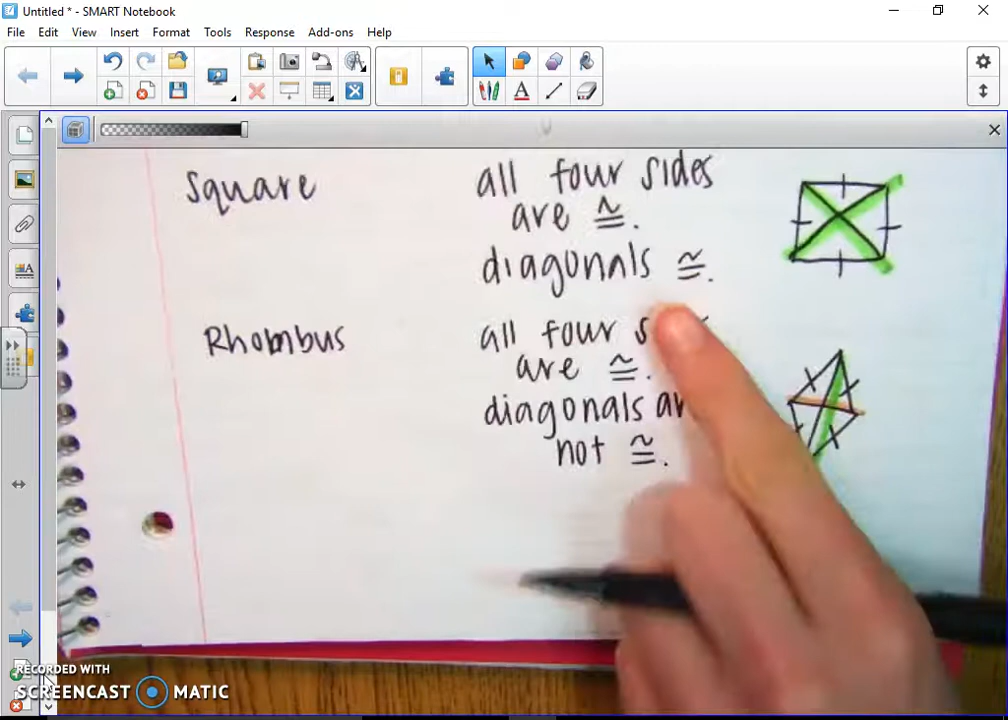 Untitled * - SMART Notebook
File Edit View Insert Format Tools Response Add-ons Help
Square
all four sides
are ≅.
diagonals ≅.
Rhombus
all four
are ≅.
diagonals
not ≅.
RECORDED WITH
SCREENCAST MATIC